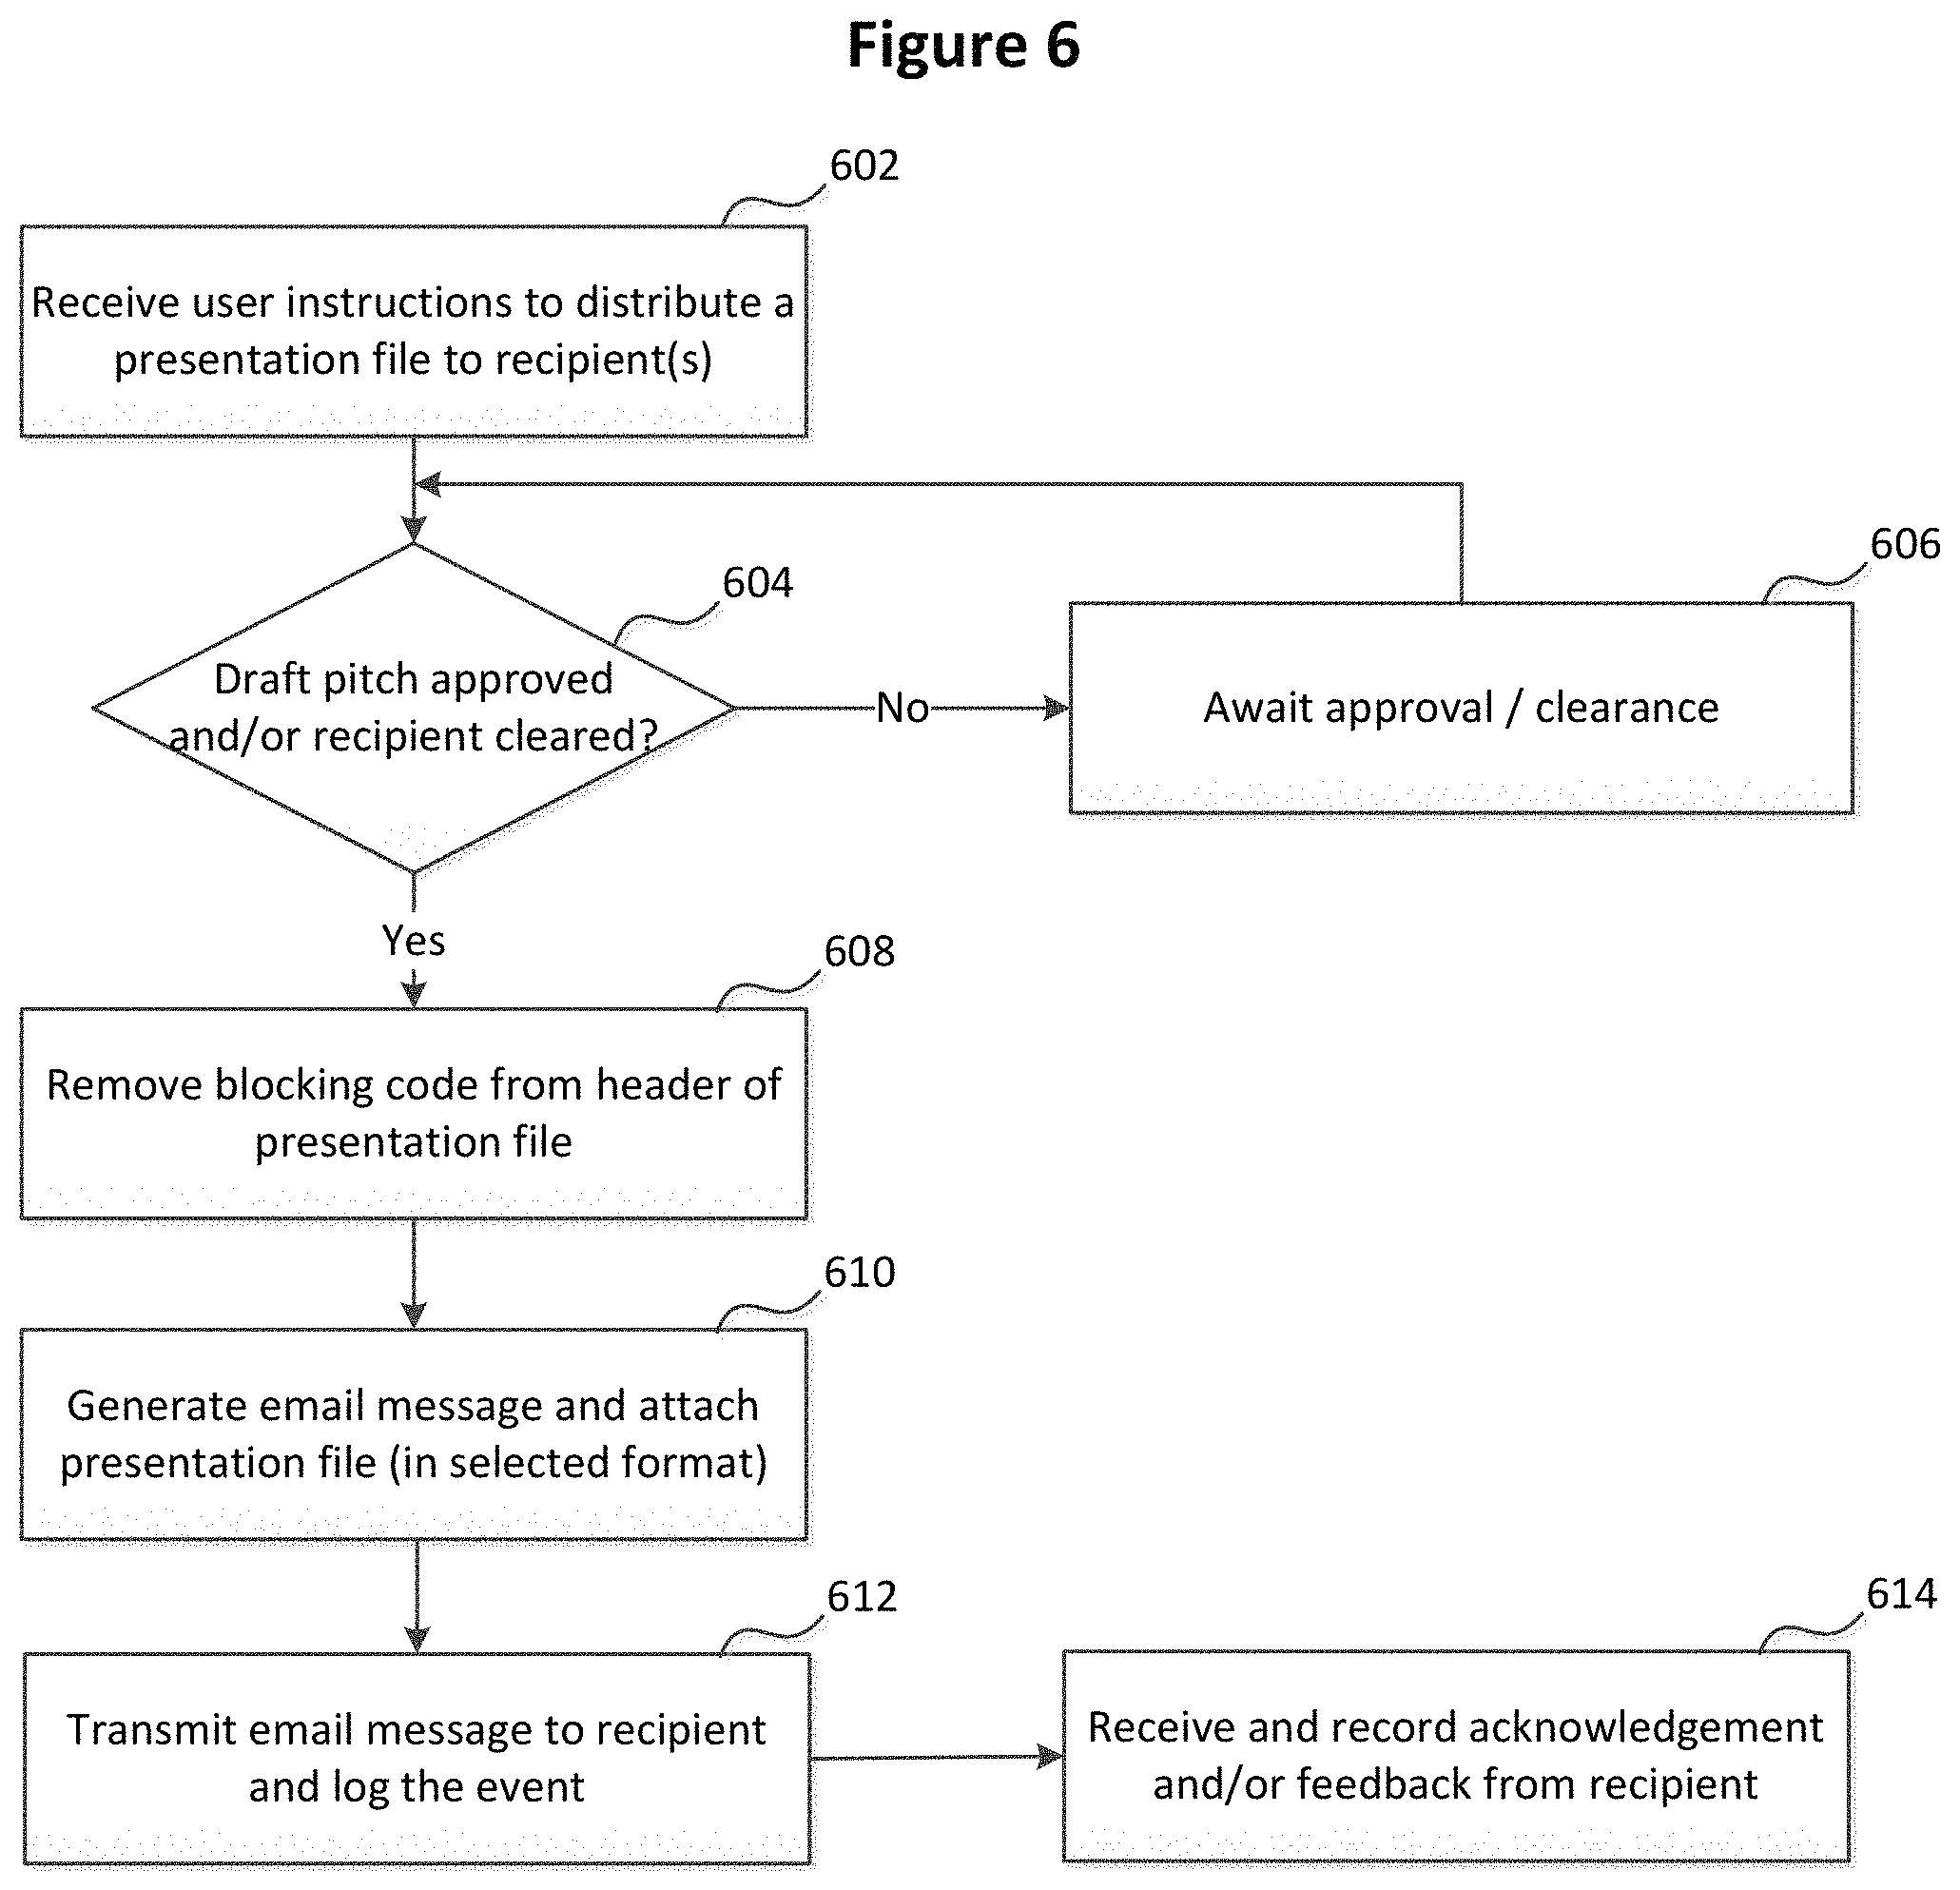 Figure 6
602
Receive user instructions to distribute a
presentation file to recipient(s)
604
Draft pitch approved
and/or recipient cleared?
No
606
Await approval / clearance
Yes
608
Remove blocking code from header of
presentation file
610
Generate email message and attach
presentation file (in selected format)
612
Transmit email message to recipient
and log the event
614
Receive and record acknowledgement
and/or feedback from recipient